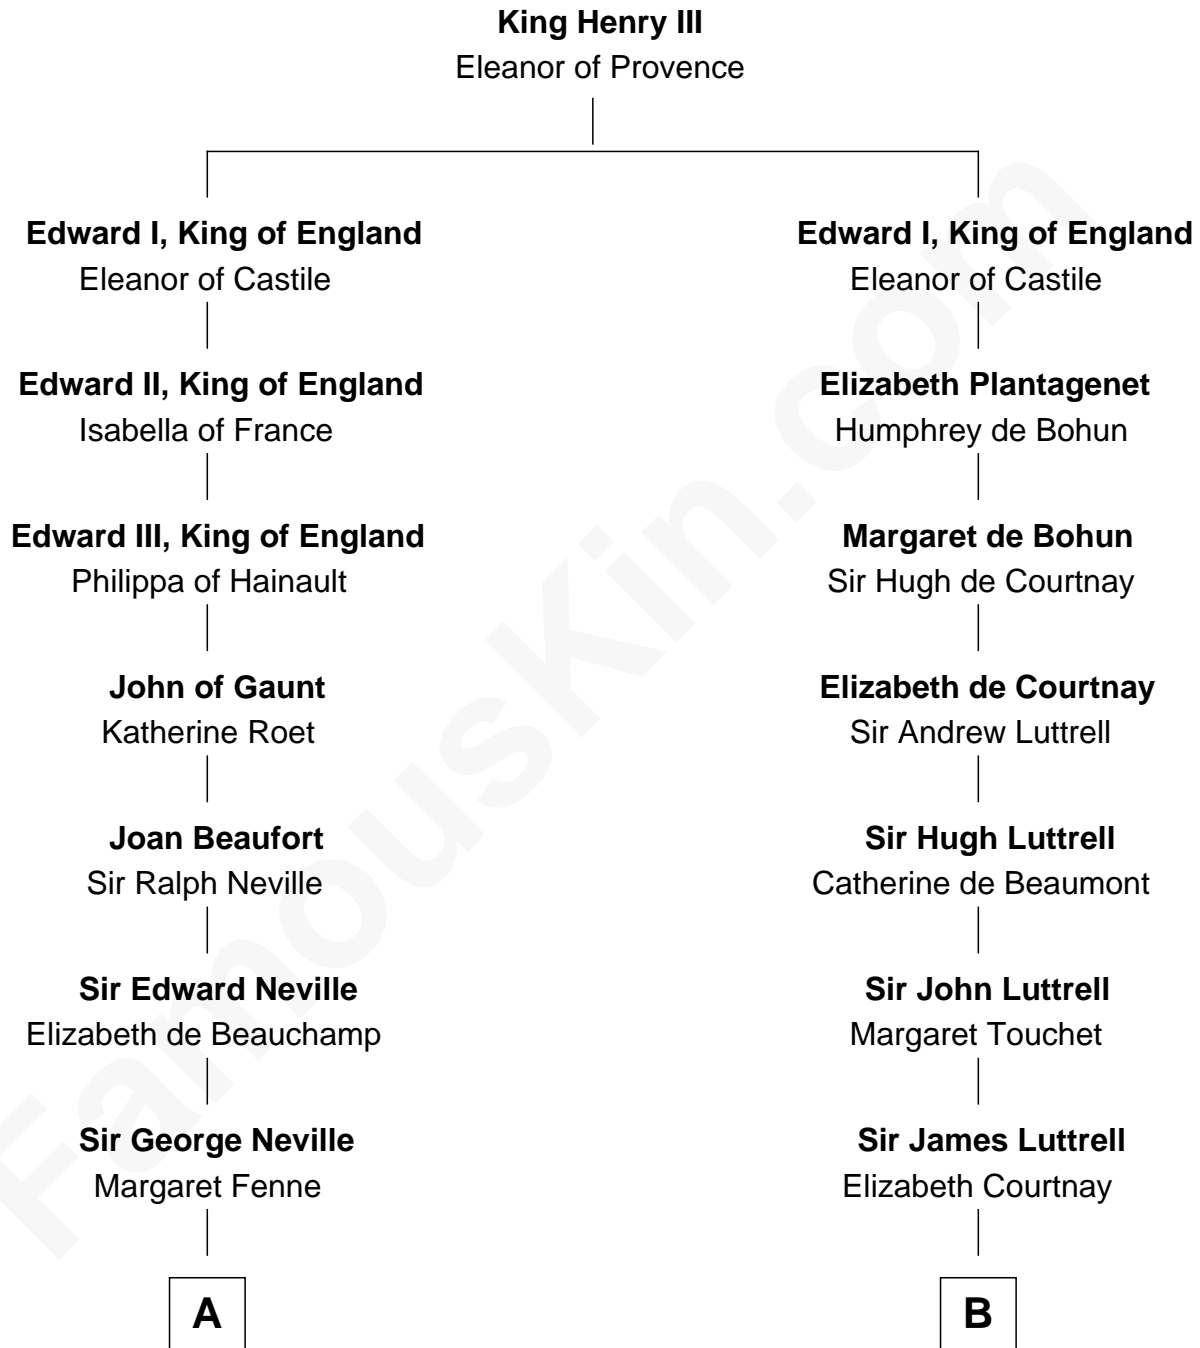 King Henry III
Eleanor of Provence
Edward I, King of England
Eleanor of Castile
Edward II, King of England
Isabella of France
Edward III, King of England
Philippa of Hainault
John of Gaunt
Katherine Roet
Joan Beaufort
Sir Ralph Neville
Sir Edward Neville
Elizabeth de Beauchamp
Sir George Neville
Margaret Fenne
A
Edward I, King of England
Eleanor of Castile
Elizabeth Plantagenet
Humphrey de Bohun
Margaret de Bohun
Sir Hugh de Courtnay
Elizabeth de Courtnay
Sir Andrew Luttrell
Sir Hugh Luttrell
Catherine de Beaumont
Sir John Luttrell
Margaret Touchet
Sir James Luttrell
Elizabeth Courtnay
B
FamousKin.com